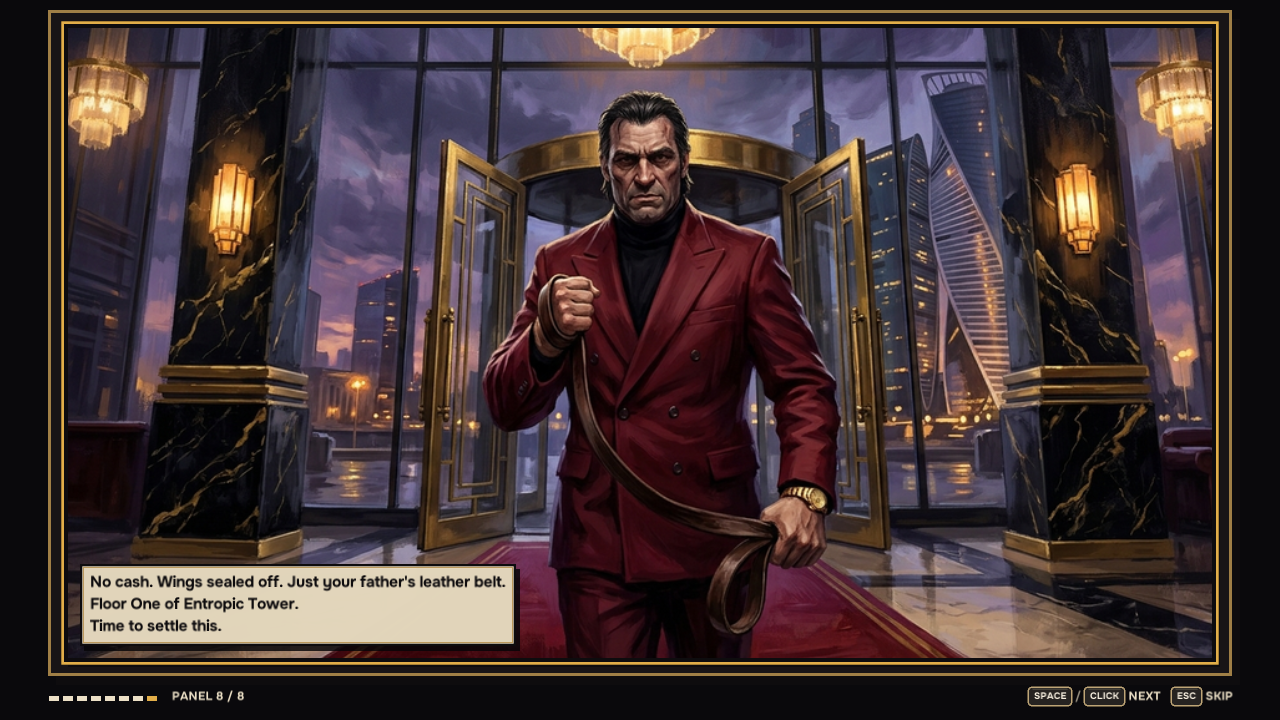 No cash. Wings sealed off. Just your father's leather belt.
Floor One of Entropic Tower.
Time to settle this.
PANEL 8 / 8
SPACE / CLICK NEXT ESC SKIP